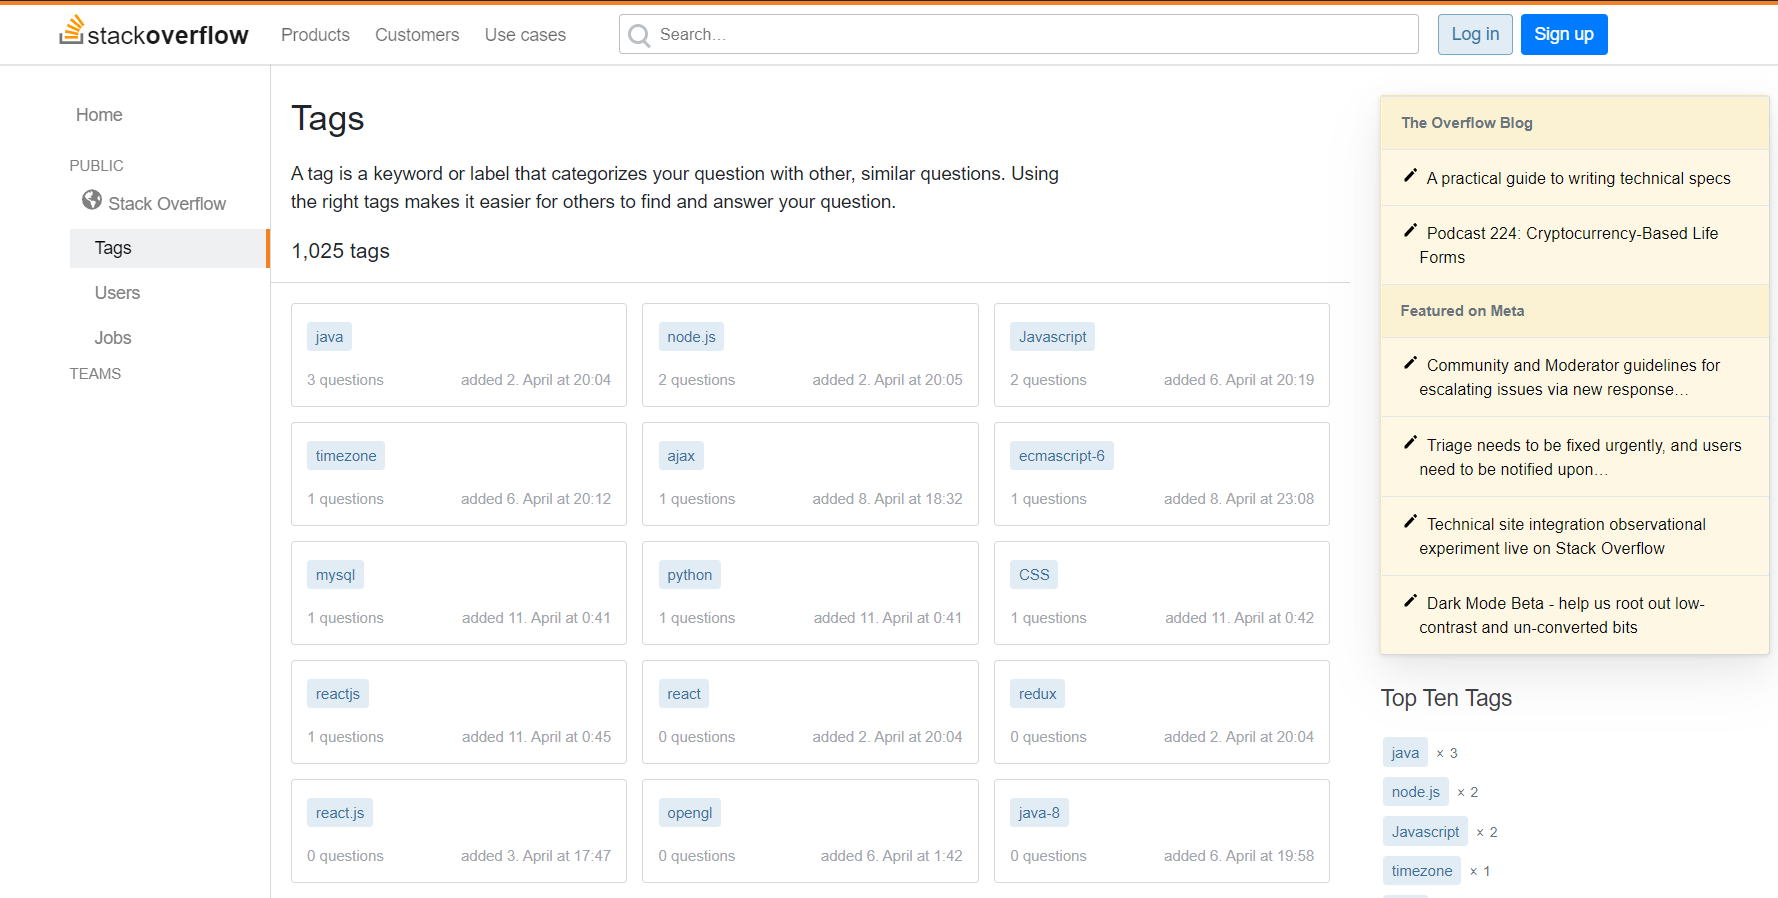 stackoverflow Products Customers Use cases Search... Log in Sign up
Home
PUBLIC
Stack Overflow
Tags
Users
Jobs
TEAMS
Tags
A tag is a keyword or label that categorizes your question with other, similar questions. Using
the right tags makes it easier for others to find and answer your question.
1,025 tags
java
3 questions added 2. April at 20:04
node.js
2 questions added 2. April at 20:05
Javascript
2 questions added 6. April at 20:19
timezone
1 questions added 6. April at 20:12
ajax
1 questions added 8. April at 18:32
ecmascript-6
1 questions added 8. April at 23:08
mysql
1 questions added 11. April at 0:41
python
1 questions added 11. April at 0:41
CSS
1 questions added 11. April at 0:42
reactjs
1 questions added 11. April at 0:45
react
0 questions added 2. April at 20:04
redux
0 questions added 2. April at 20:04
react.js
0 questions added 3. April at 17:47
opengl
0 questions added 6. April at 1:42
java-8
0 questions added 6. April at 19:58
The Overflow Blog
A practical guide to writing technical specs
Podcast 224: Cryptocurrency-Based Life
Forms
Featured on Meta
Community and Moderator guidelines for
escalating issues via new response…
Triage needs to be fixed urgently, and users
need to be notified upon…
Technical site integration observational
experiment live on Stack Overflow
Dark Mode Beta - help us root out low-
contrast and un-converted bits
Top Ten Tags
java × 3
node.js × 2
Javascript × 2
timezone × 1